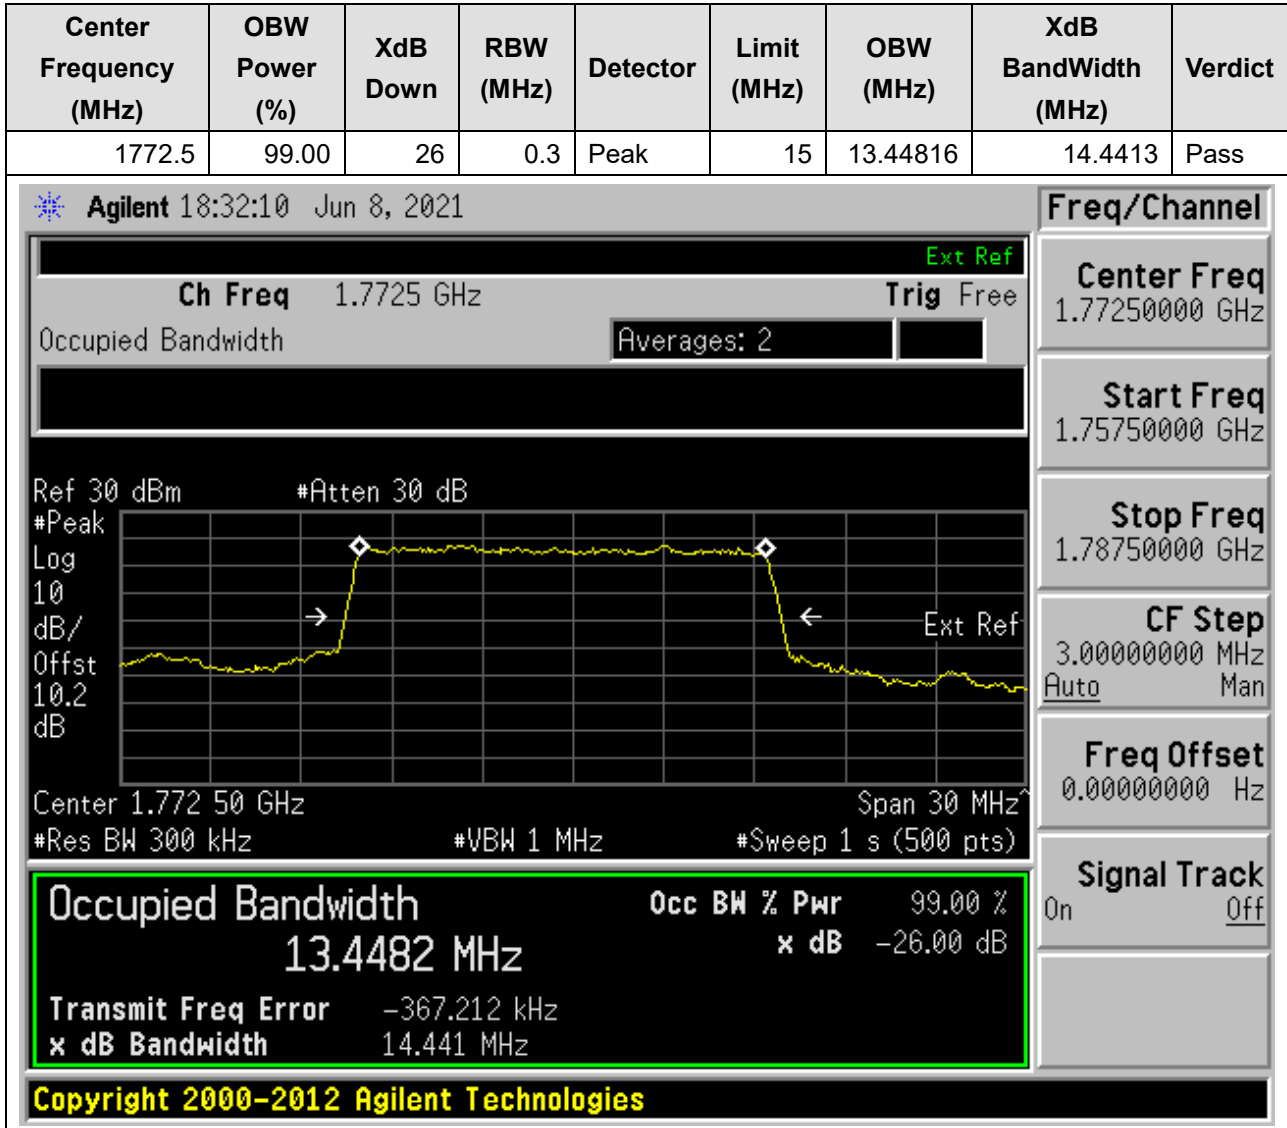 Center Frequency (MHz) OBW Power (%) XdB Down RBW (MHz) Detector Limit (MHz) OBW (MHz) XdB BandWidth (MHz) Verdict
1772.5 99.00 26 0.3 Peak 15 13.44816 14.4413 Pass
Agilent 18:32:10 Jun 8, 2021
Ext Ref
Ch Freq 1.7725 GHz Trig Free
Occupied Bandwidth Averages: 2
Ref 30 dBm #Atten 30 dB
#Peak
Log
10
dB/
Offst
10.2
dB
Ext Ref
Center 1.772 50 GHz Span 30 MHz^
#Res BW 300 kHz #VBW 1 MHz #Sweep 1 s (500 pts)
Occupied Bandwidth
13.4482 MHz
Occ BW % Pwr 99.00 %
x dB -26.00 dB
Transmit Freq Error -367.212 kHz
x dB Bandwidth 14.441 MHz
Copyright 2000-2012 Agilent Technologies
Freq/Channel
Center Freq
1.77250000 GHz
Start Freq
1.75750000 GHz
Stop Freq
1.78750000 GHz
CF Step
3.00000000 MHz
Auto Man
Freq Offset
0.00000000 Hz
Signal Track
On Off